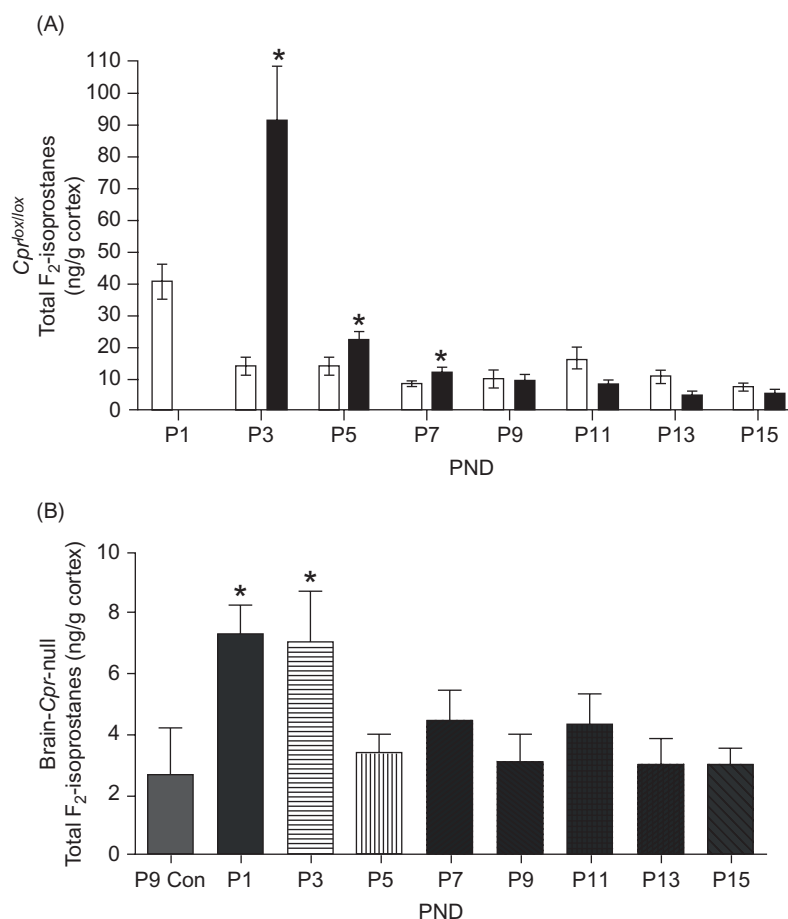 (A)
*
*
*
110
100
90
80
70
60
50
40
30
20
10
0
Cpr^lox/lox
Total F₂-isoprostanes
(ng/g cortex)
P1 P3 P5 P7 P9 P11 P13 P15
PND
(B)
* *
10
8
6
4
2
0
Brain-Cpr-null
Total F₂-isoprostanes (ng/g cortex)
P9 Con P1 P3 P5 P7 P9 P11 P13 P15
PND